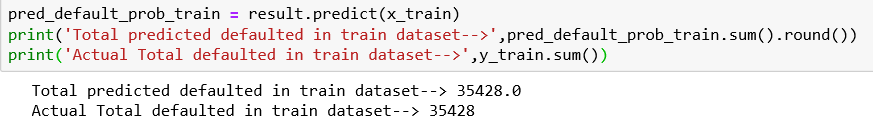 pred_default_prob_train = result.predict(x_train)
print('Total predicted defaulted in train dataset-->',pred_default_prob_train.sum().round())
print('Actual Total defaulted in train dataset-->',y_train.sum())
Total predicted defaulted in train dataset--> 35428.0
Actual Total defaulted in train dataset--> 35428